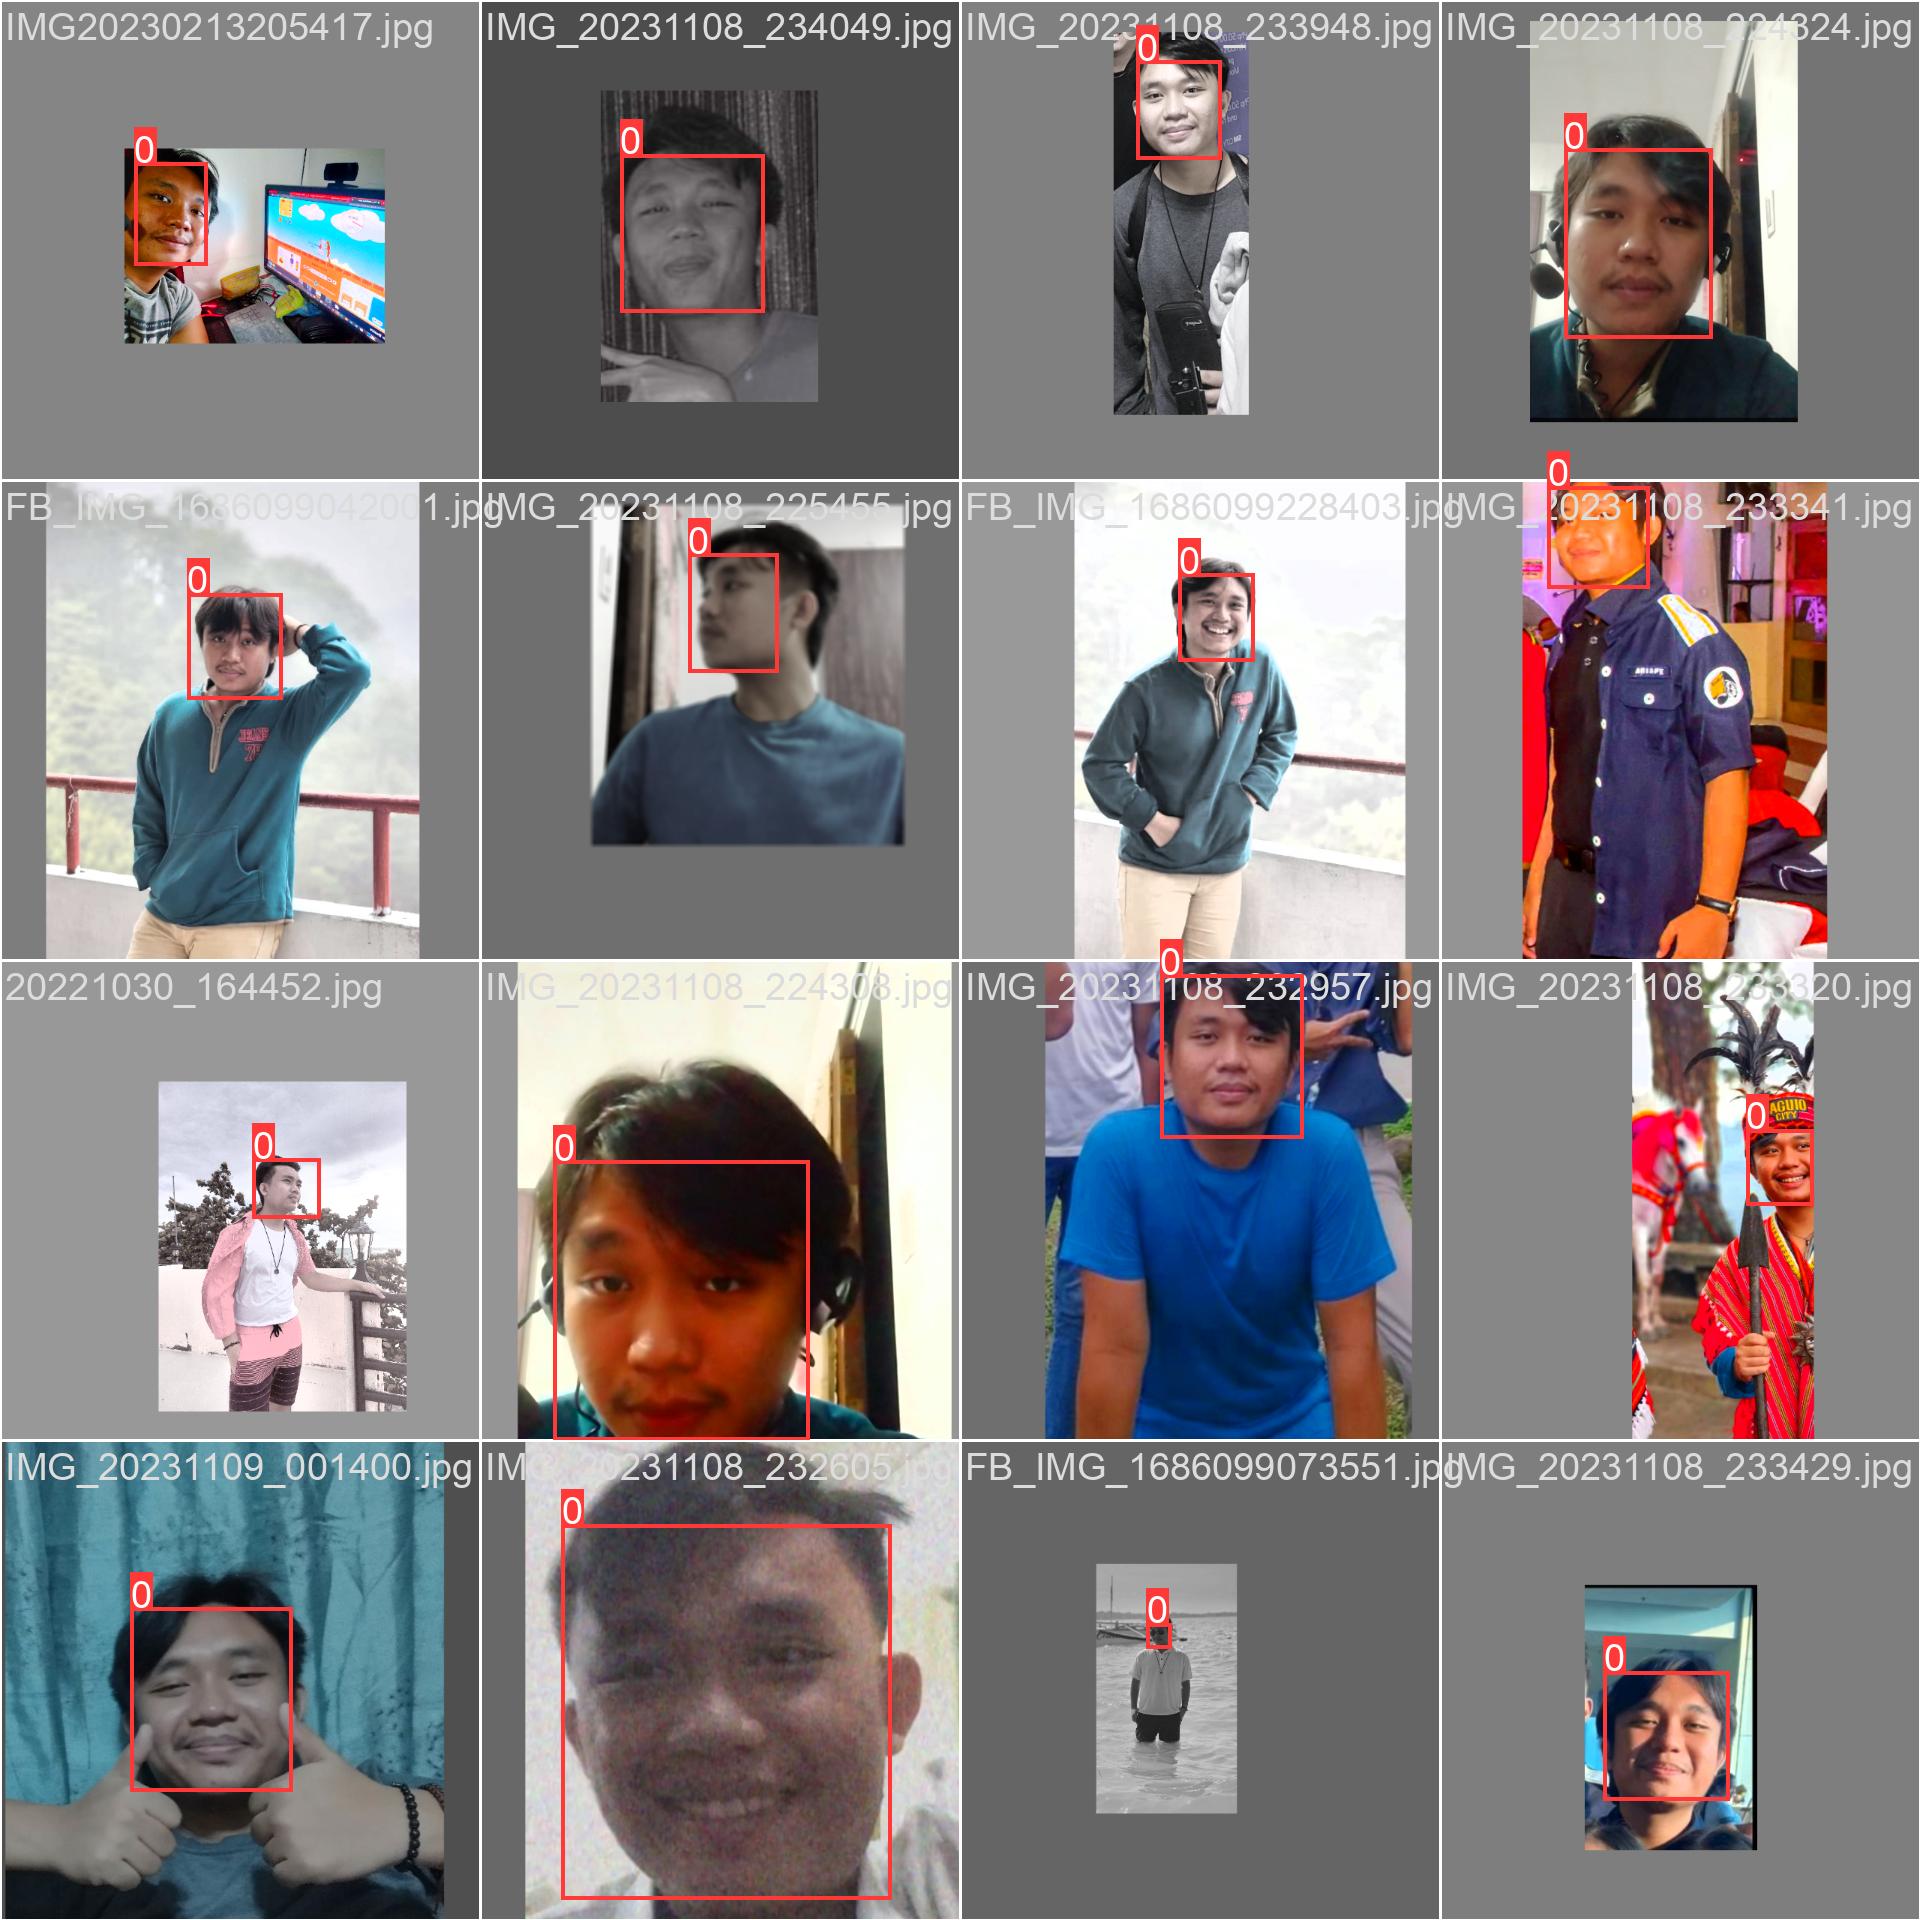 IMG20230213205417.jpg
0
IMG_20231108_234049.jpg
0
IMG_20231108_233948.jpg
0
IMG_20231108_224324.jpg
0
FB_IMG_1686099042001.jpg
0
JEANS
IMG_20231108_225455.jpg
0
FB_IMG_1686099228403.jpg
0
IMG_20231108_233341.jpg
0
20221030_164452.jpg
0
IMG_20231108_224308.jpg
0
IMG_20231108_232957.jpg
0
IMG_20231108_233320.jpg
0
AGUIO
CITY
IMG_20231109_001400.jpg
0
IMG_20231108_232605.jpg
0
FB_IMG_1686099073551.jpg
0
IMG_20231108_233429.jpg
0